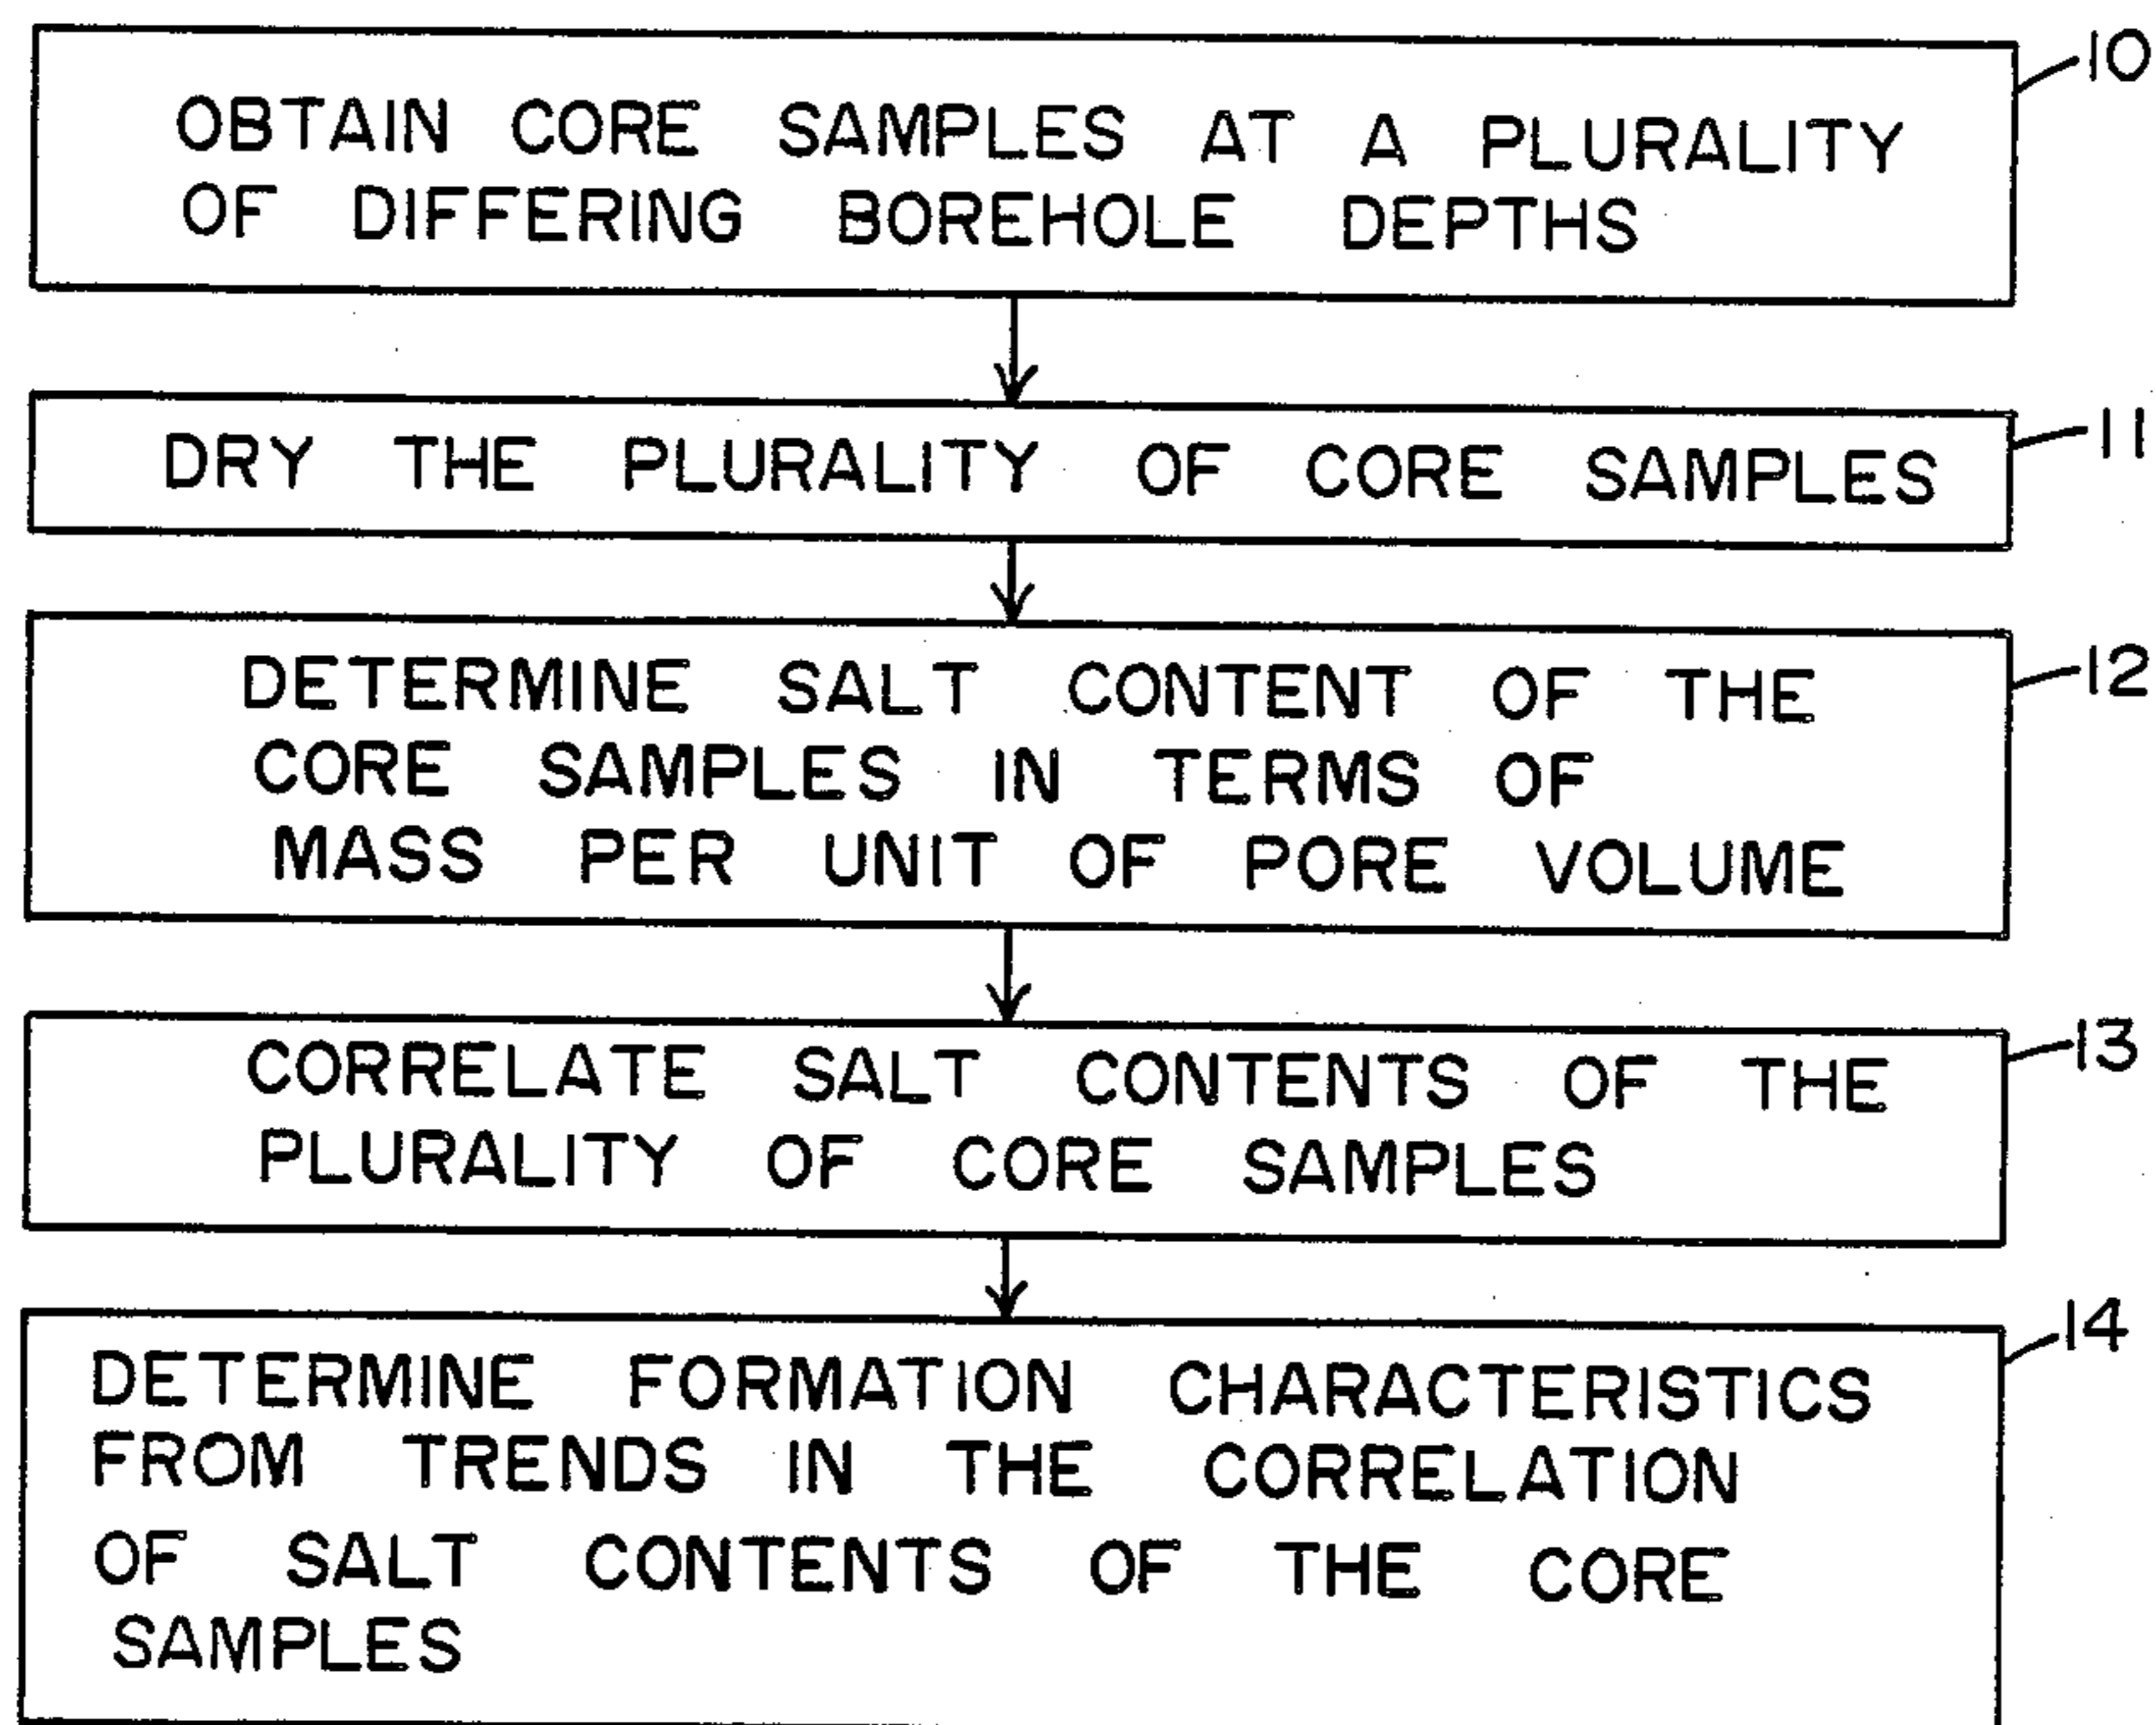 10
OBTAIN CORE SAMPLES AT A PLURALITY
OF DIFFERING BOREHOLE DEPTHS
11
DRY THE PLURALITY OF CORE SAMPLES
12
DETERMINE SALT CONTENT OF THE
CORE SAMPLES IN TERMS OF
MASS PER UNIT OF PORE VOLUME
13
CORRELATE SALT CONTENTS OF THE
PLURALITY OF CORE SAMPLES
14
DETERMINE FORMATION CHARACTERISTICS
FROM TRENDS IN THE CORRELATION
OF SALT CONTENTS OF THE CORE
SAMPLES